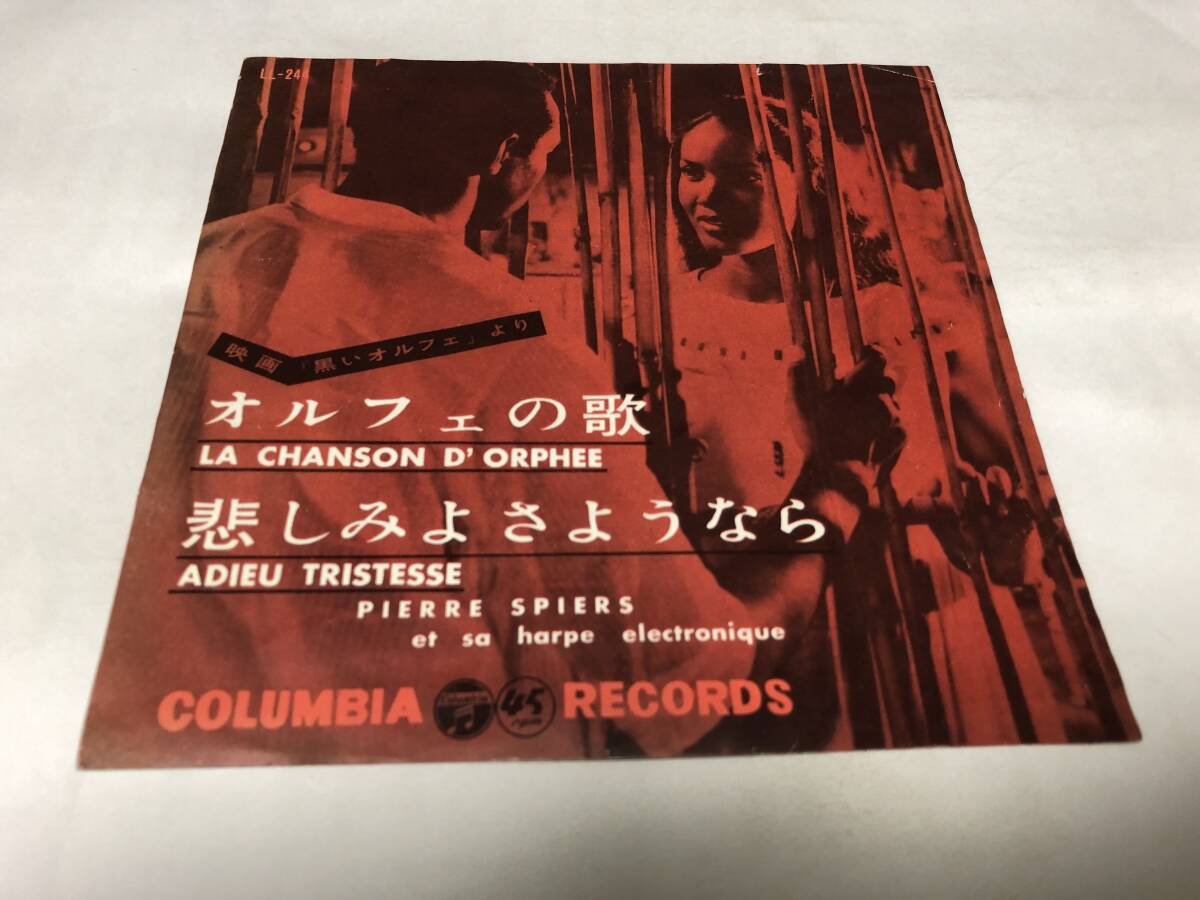 LL-244
映画「黒いオルフェ」より
オルフェの歌
LA CHANSON D' ORPHEE
悲しみよさようなら
ADIEU TRISTESSE
PIERRE SPIERS
et sa harpe electronique
COLUMBIA 45 RECORDS